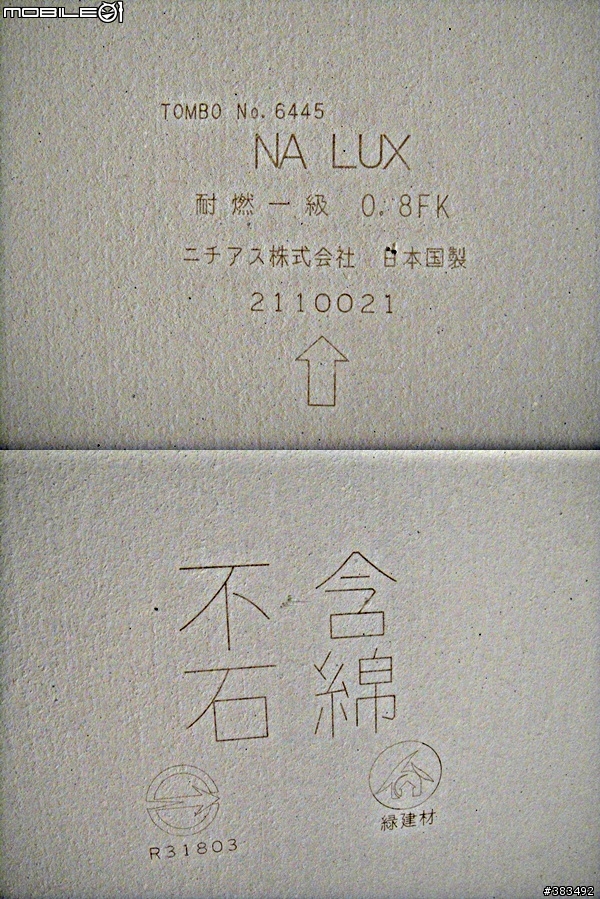 MOBILE01
TOMBO No. 6445
NA LUX
耐燃一級 0.8FK
ニチアス株式会社 日本国製
2110021
不含
石綿
R31803
緑建材
#383492